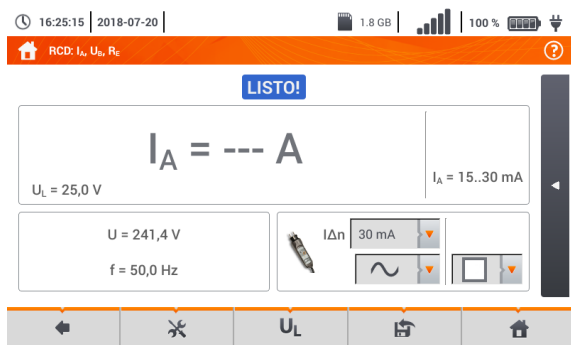 16:25:15 2018-07-20 1.8 GB 100 %
RCD: IA, UB, RE ?
LISTO!
IA = --- A
UL = 25,0 V
IA = 15..30 mA
U = 241,4 V
f = 50,0 Hz
IΔn 30 mA
UL